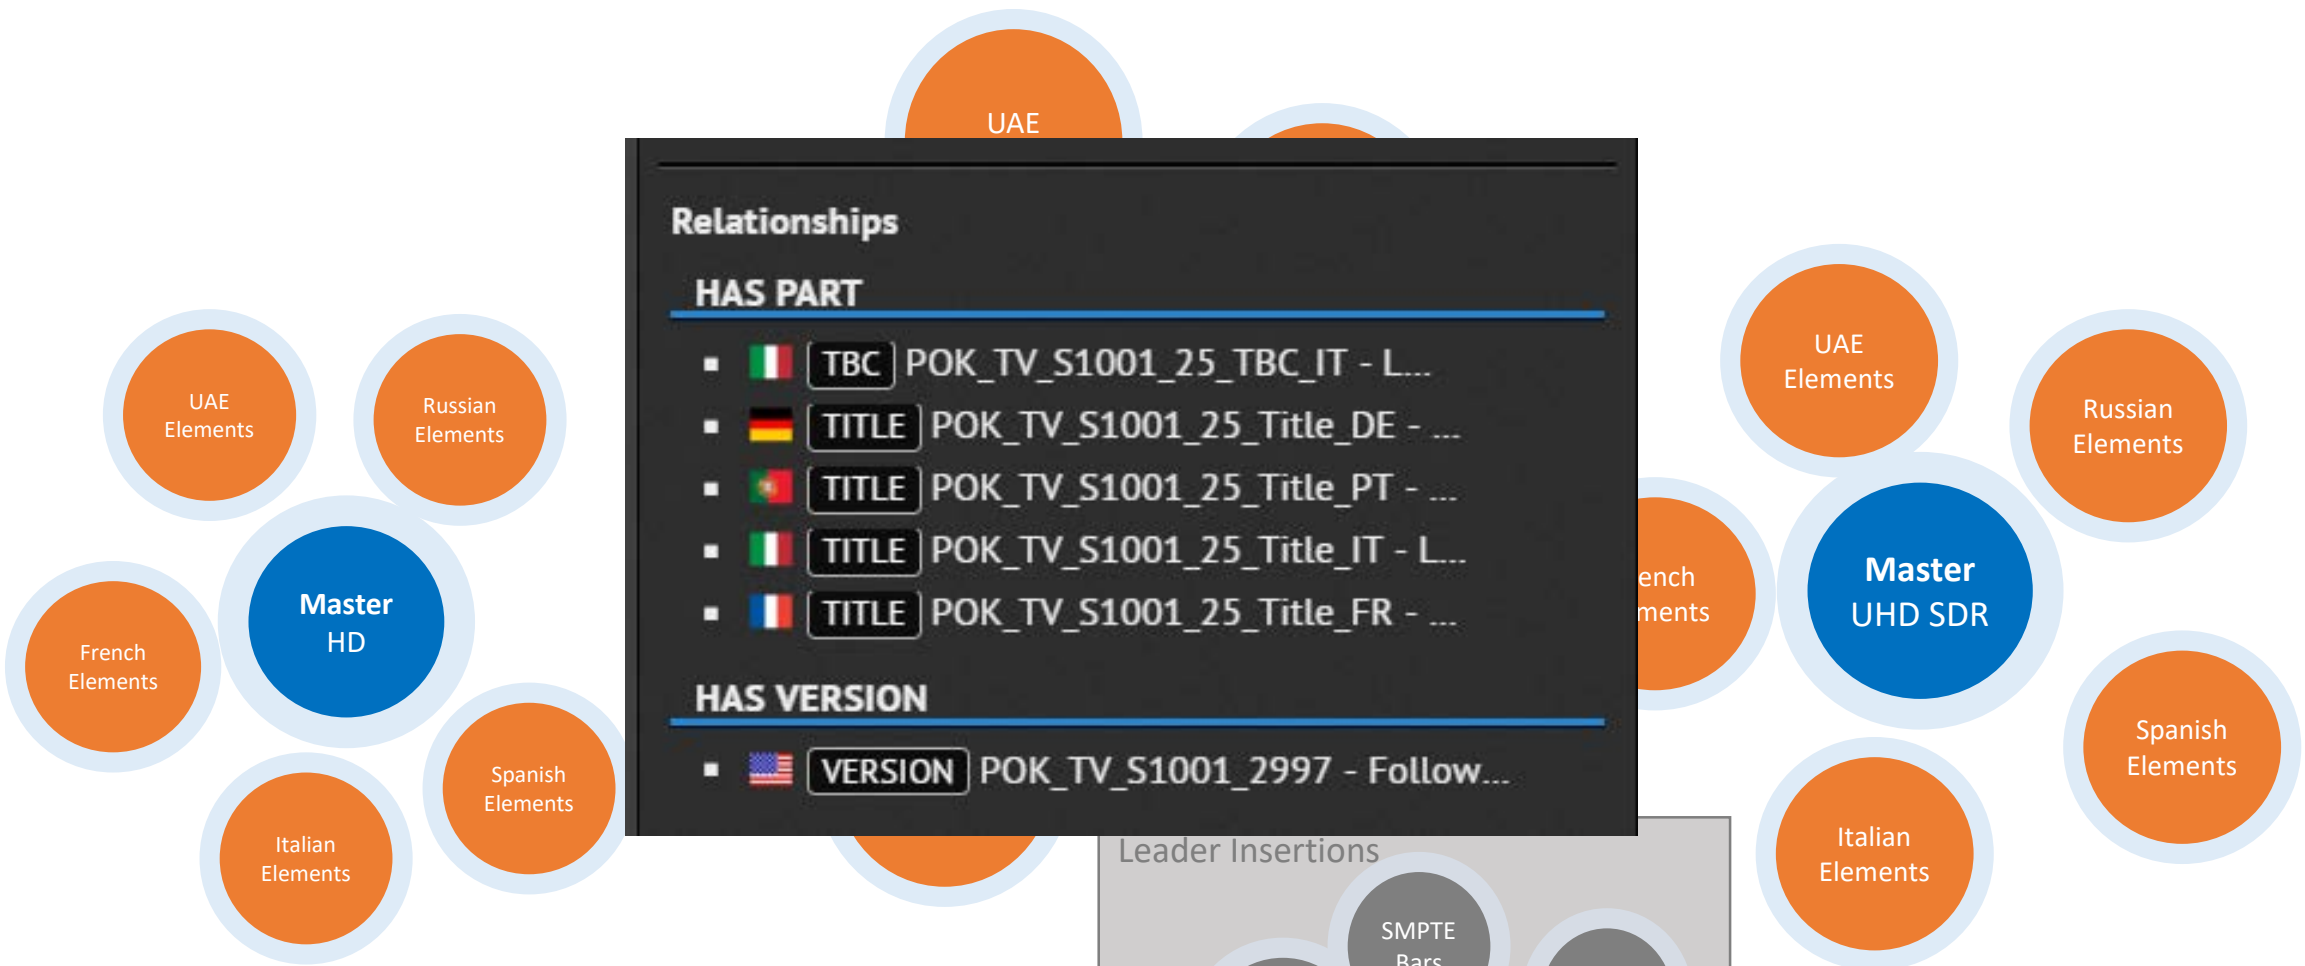 UAE
Relationships
HAS PART
TBC POK_TV_S1001_25_TBC_IT - L...
TITLE POK_TV_S1001_25_Title_DE - ...
TITLE POK_TV_S1001_25_Title_PT - ...
TITLE POK_TV_S1001_25_Title_IT - L...
TITLE POK_TV_S1001_25_Title_FR - ...
HAS VERSION
VERSION POK_TV_S1001_2997 - Follow...
UAE
Elements
Russian
Elements
Master
HD
French
Elements
Spanish
Elements
Italian
Elements
UAE
Elements
Russian
Elements
ench
ments
Master
UHD SDR
Spanish
Elements
Italian
Elements
Leader Insertions
SMPTE
Bars